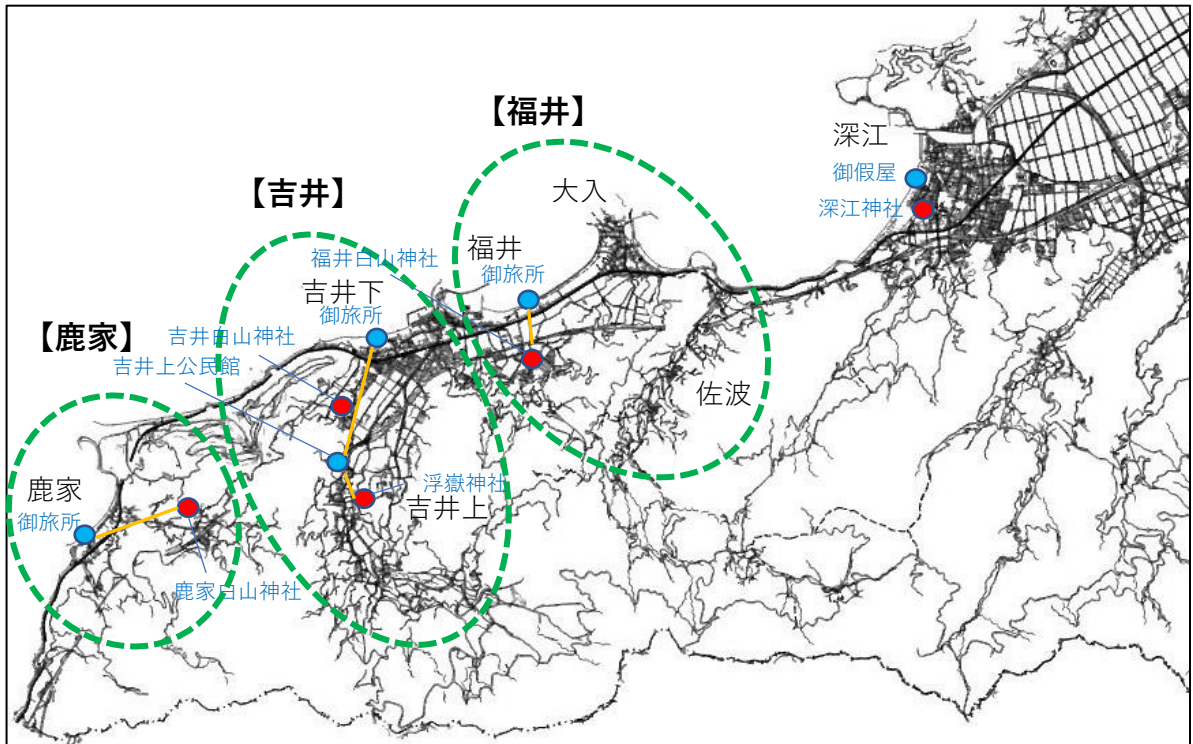 【福井】
深江
御假屋
深江神社
大入
【吉井】
福井
福井白山神社
御旅所
吉井下
御旅所
【鹿家】
吉井白山神社
吉井上公民館
佐波
浮嶽神社
吉井上
鹿家
御旅所
鹿家白山神社